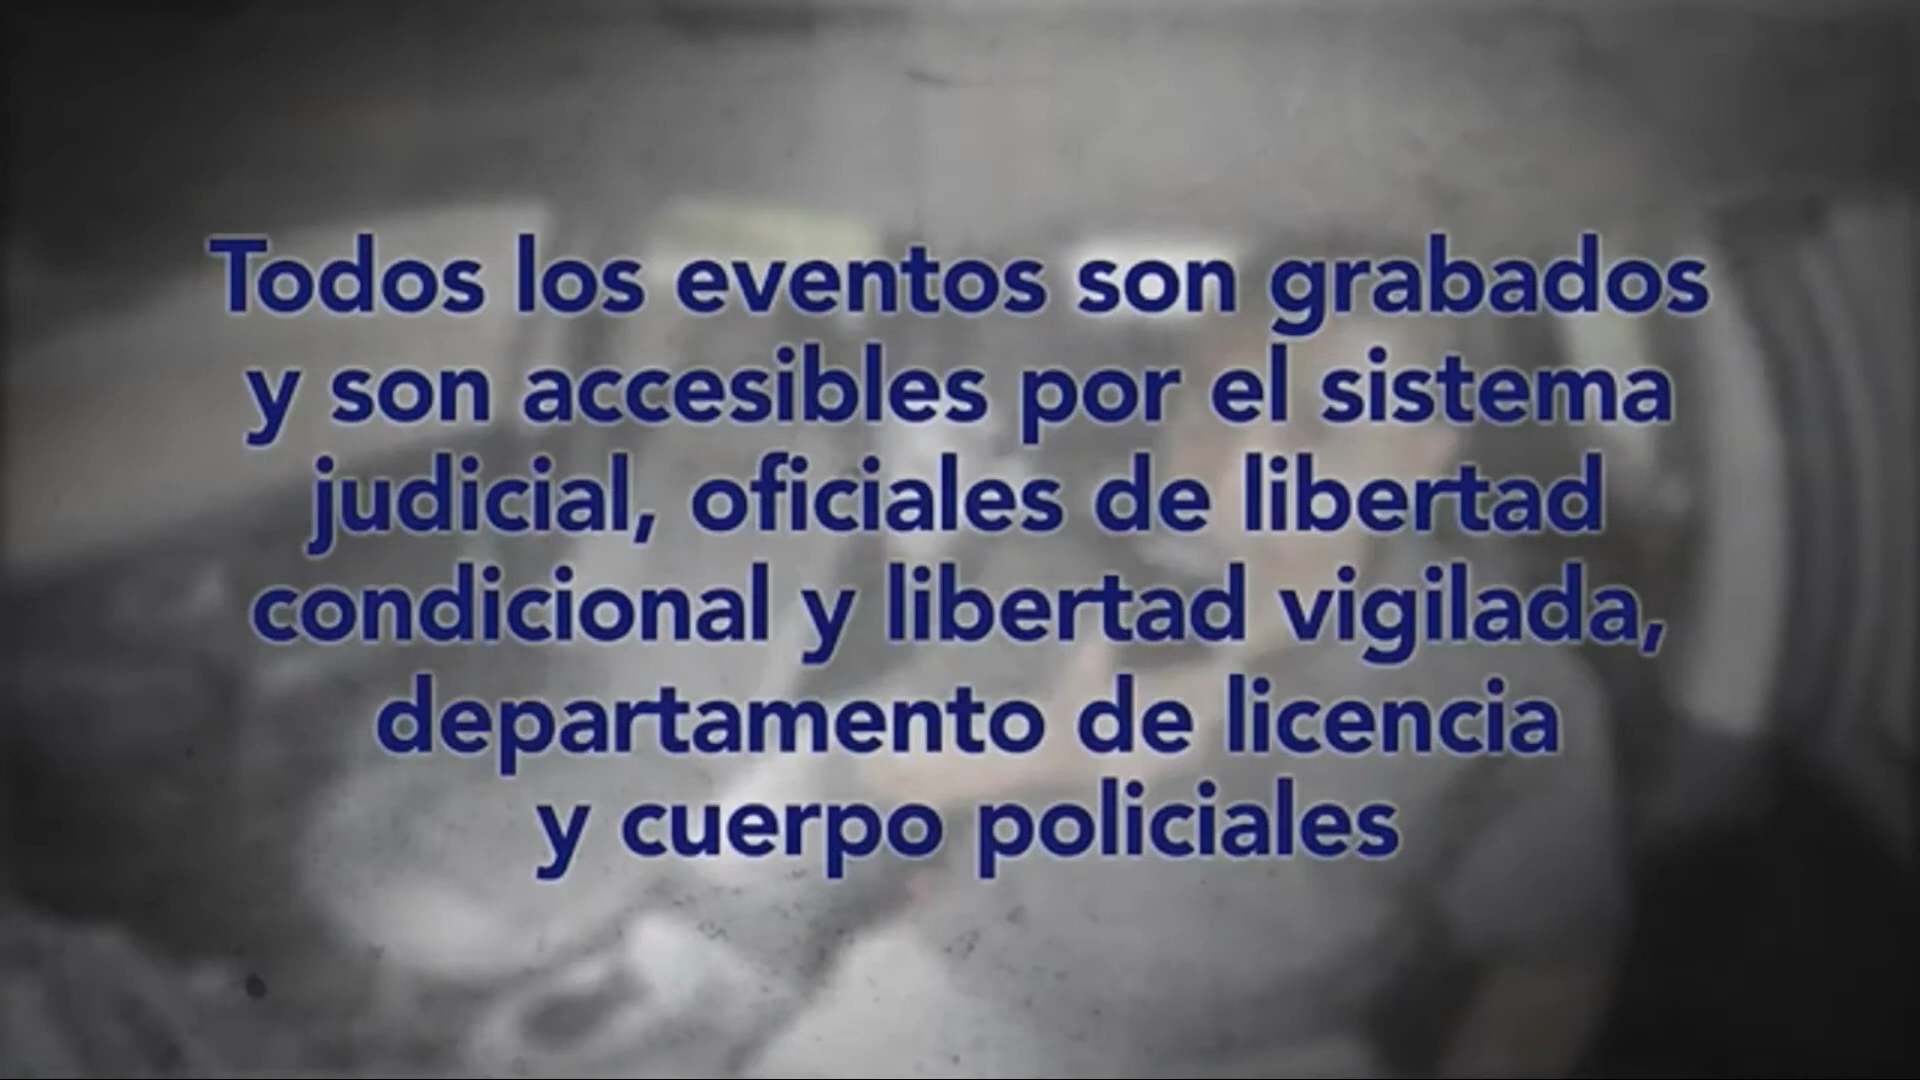 Todos los eventos son grabados
y son accesibles por el sistema
judicial, oficiales de libertad
condicional y libertad vigilada,
departamento de licencia
y cuerpo policiales